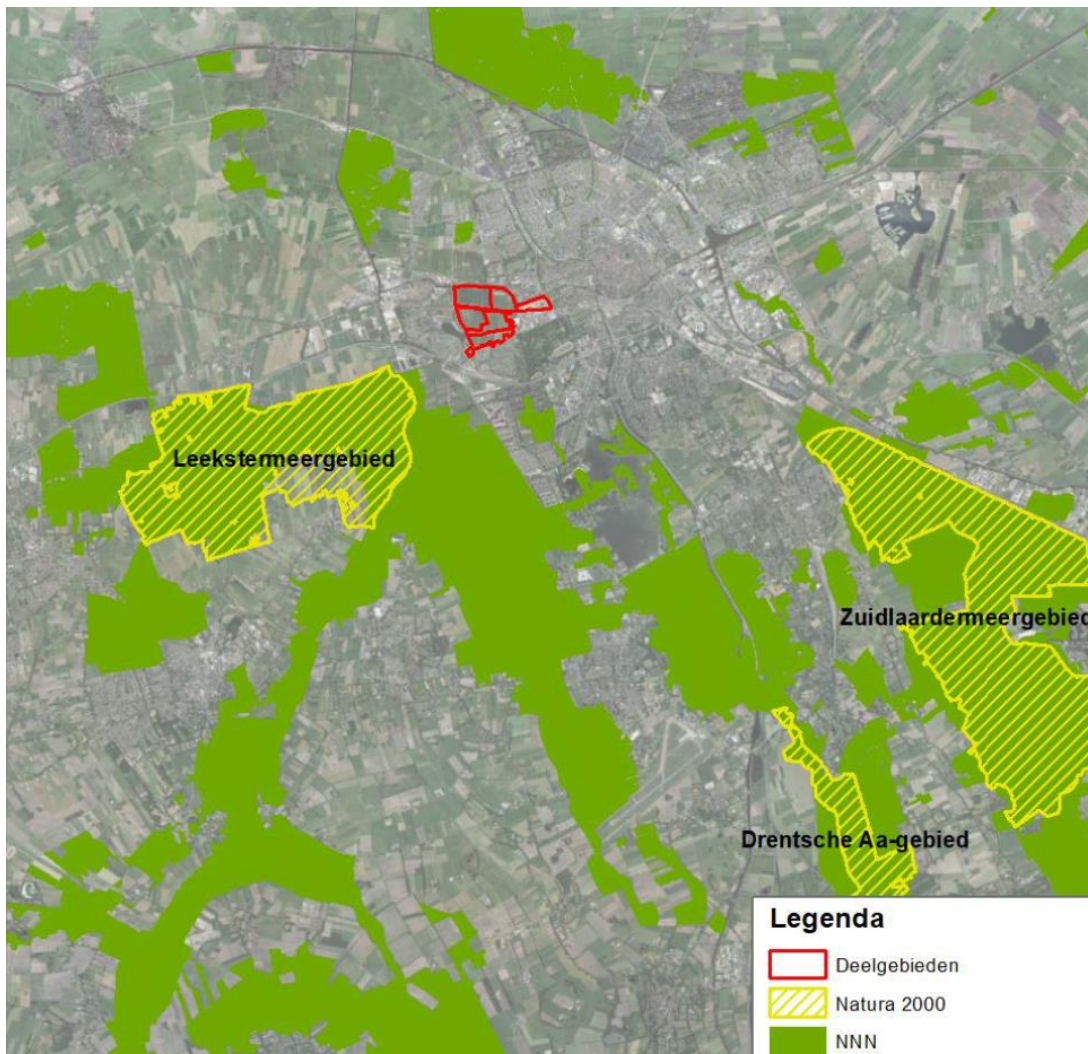 Leekstermeergebied
Zuidlaardermeergebied
Drentsche Aa-gebied
Legenda
Deelgebieden
Natura 2000
NNN